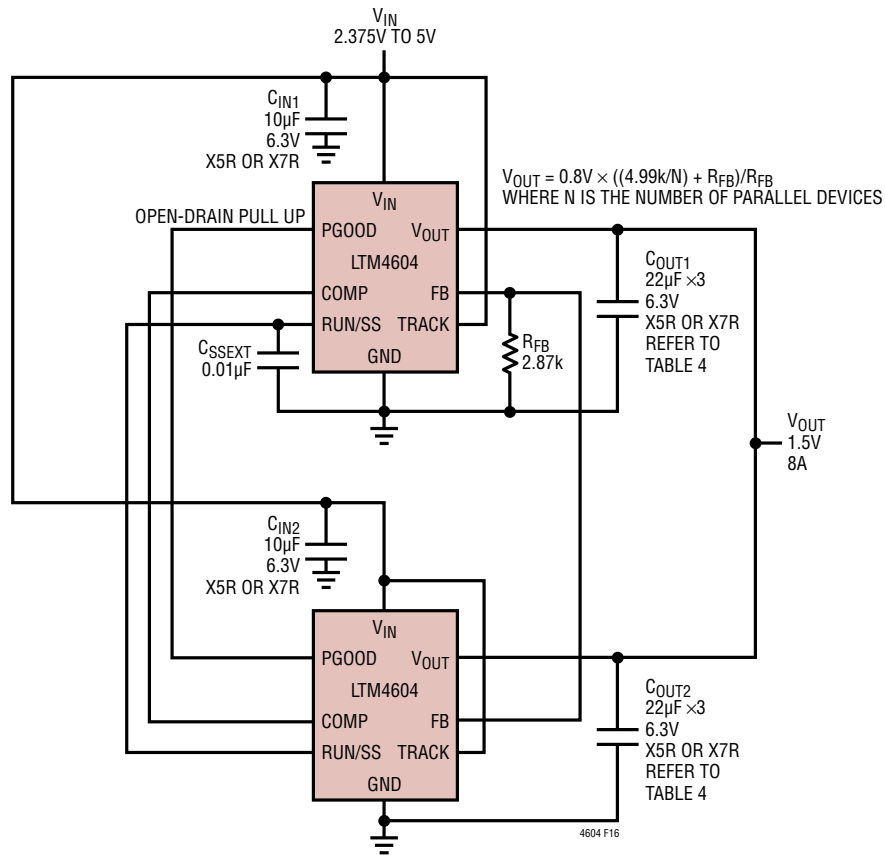 VIN
2.375V TO 5V
CIN1
10µF
6.3V
X5R OR X7R
VOUT = 0.8V × ((4.99k/N) + RFB)/RFB
WHERE N IS THE NUMBER OF PARALLEL DEVICES
OPEN-DRAIN PULL UP
VIN
PGOOD
VOUT
LTM4604
COMP
FB
RUN/SS
TRACK
GND
CSSEXT
0.01µF
RFB
2.87k
COUT1
22µF ×3
6.3V
X5R OR X7R
REFER TO
TABLE 4
VOUT
1.5V
8A
CIN2
10µF
6.3V
X5R OR X7R
VIN
PGOOD
VOUT
LTM4604
COMP
FB
RUN/SS
TRACK
GND
COUT2
22µF ×3
6.3V
X5R OR X7R
REFER TO
TABLE 4
4604 F16